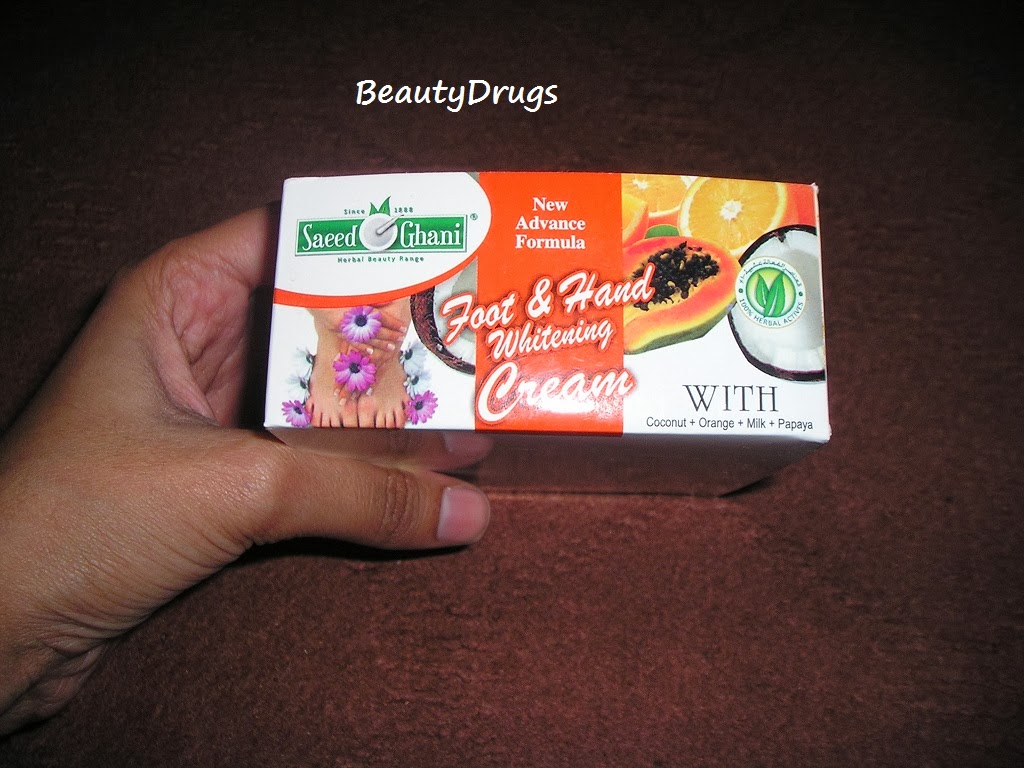 BeautyDrugs
Since 1888
Saeed Ghani®
Herbal Beauty Range
New
Advance
Formula
Foot & Hand
Whitening
Cream
100% HERBAL ACTIVES
WITH
Coconut + Orange + Milk + Papaya